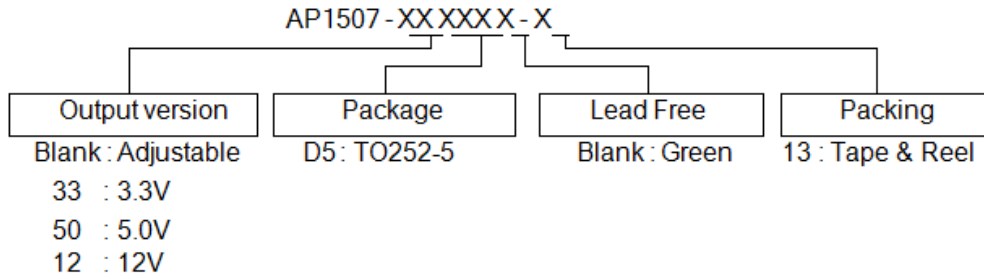 AP1507-XX XXX X - X
Output version Package Lead Free Packing
Blank : Adjustable D5 : TO252-5 Blank : Green 13 : Tape & Reel
33 : 3.3V
50 : 5.0V
12 : 12V